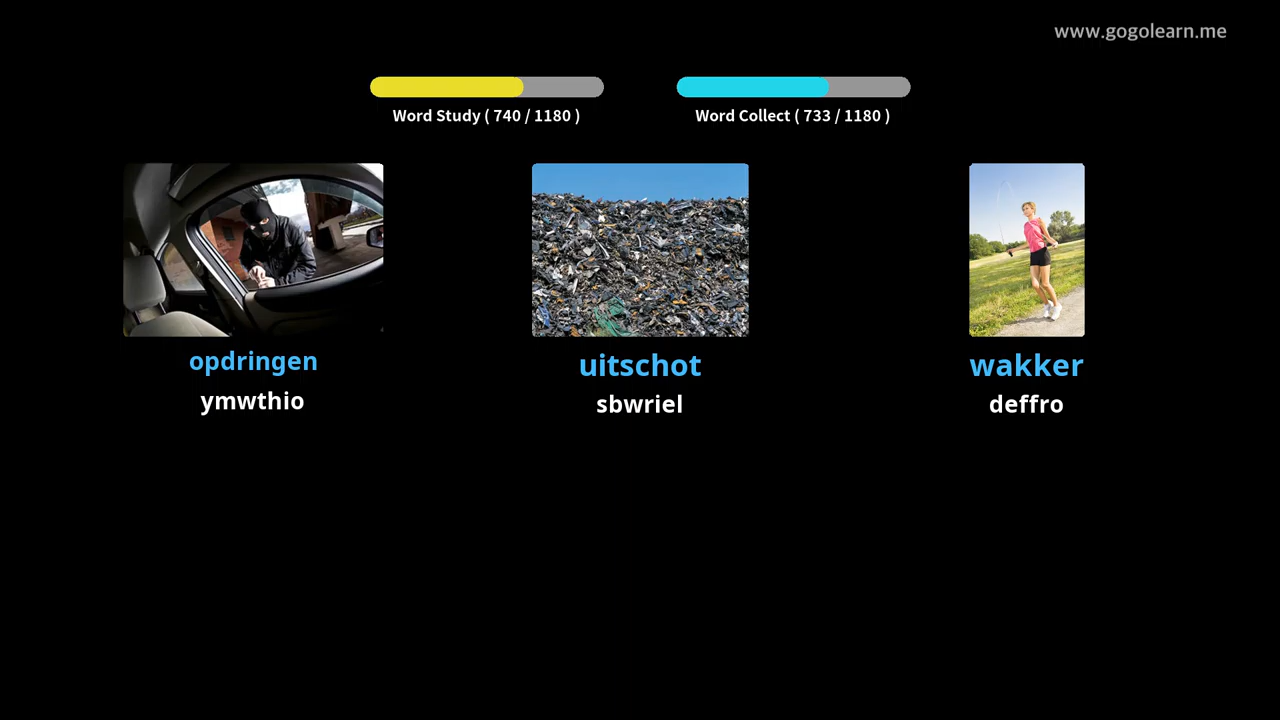 www.gogolearn.me
Word Study ( 740 / 1180 )
Word Collect ( 733 / 1180 )
opdringen
ymwthio
uitschot
sbwriel
wakker
deffro